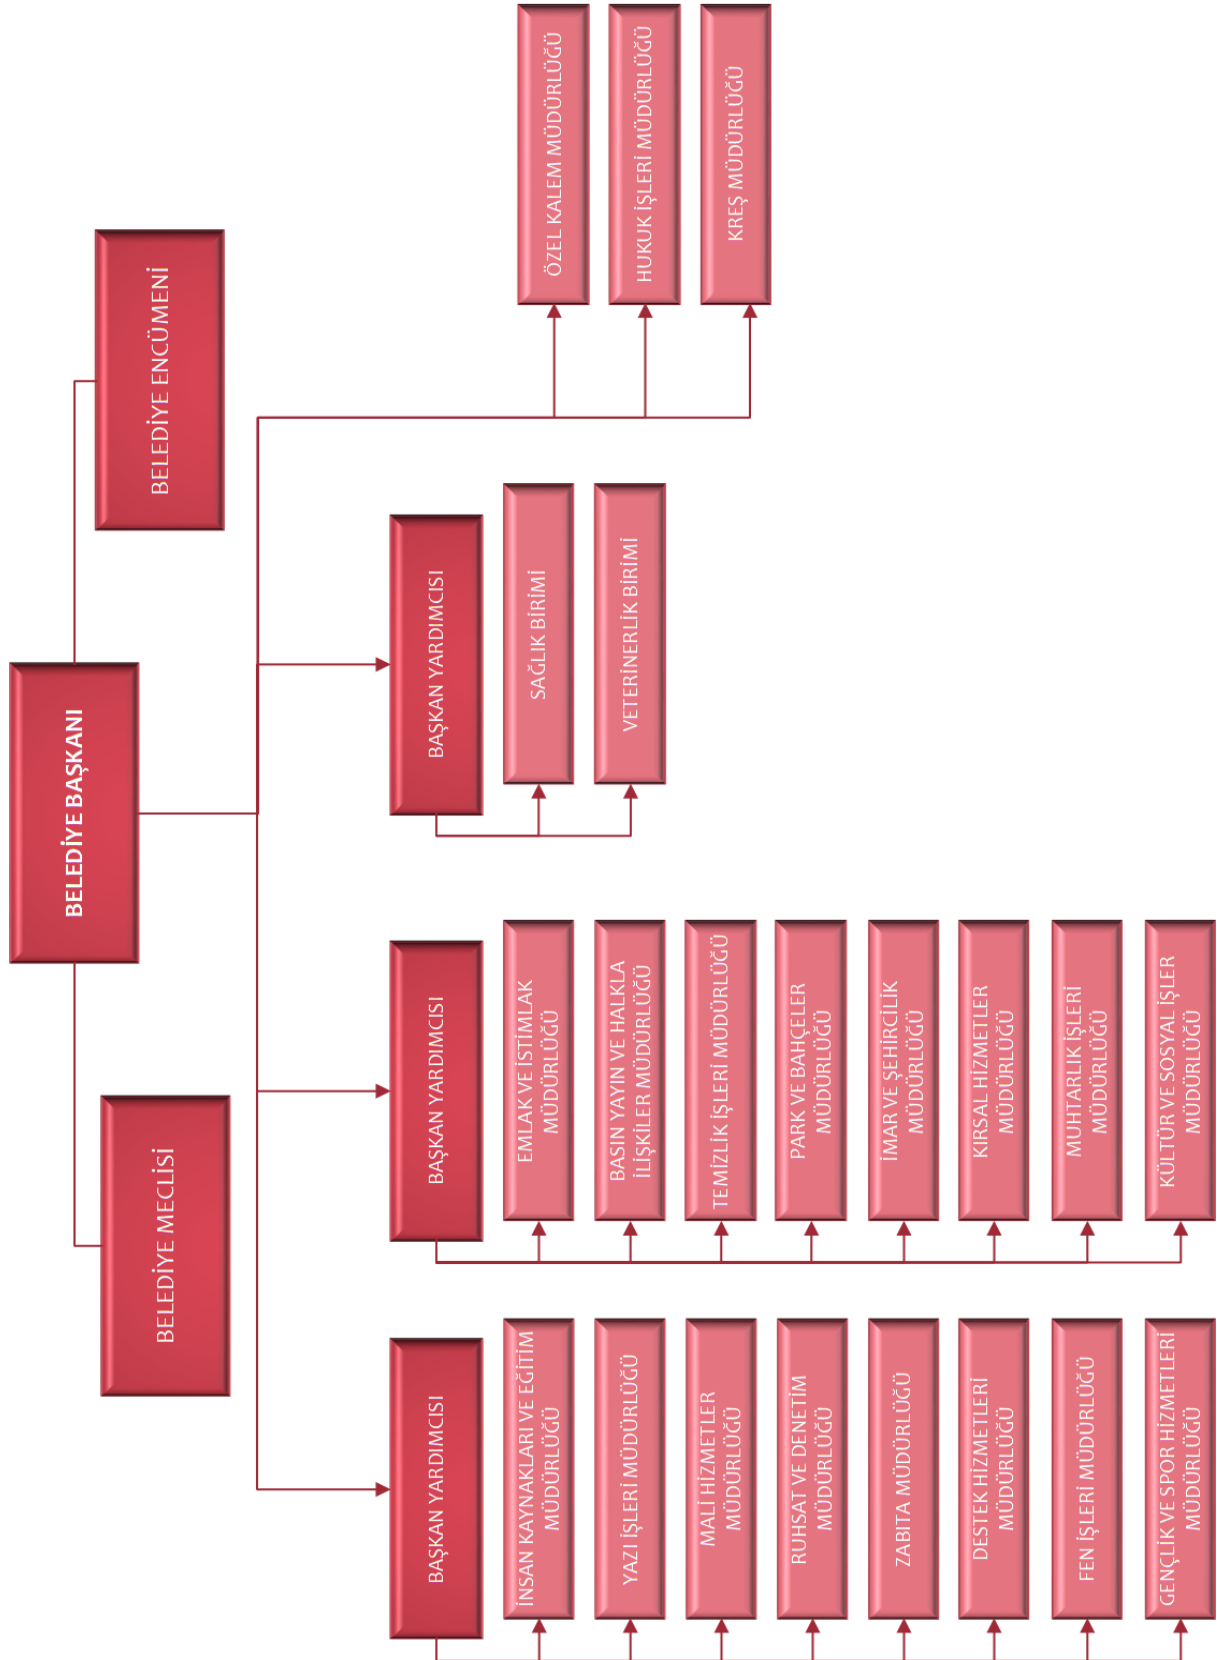 BELEDİYE BAŞKANI
BELEDİYE MECLİSİ
BELEDİYE ENCÜMENİ
BAŞKAN YARDIMCISI
İNSAN KAYNAKLARI VE EĞİTİM
MÜDÜRLÜĞÜ
YAZI İŞLERİ MÜDÜRLÜĞÜ
MALİ HİZMETLER
MÜDÜRLÜĞÜ
RUHSAT VE DENETİM
MÜDÜRLÜĞÜ
ZABITA MÜDÜRLÜĞÜ
DESTEK HİZMETLERİ
MÜDÜRLÜĞÜ
FEN İŞLERİ MÜDÜRLÜĞÜ
GENÇLİK VE SPOR HİZMETLERİ
MÜDÜRLÜĞÜ
BAŞKAN YARDIMCISI
EMLAK VE İSTİMLAK
MÜDÜRLÜĞÜ
BASIN YAYIN VE HALKLA
İLİŞKİLER MÜDÜRLÜĞÜ
TEMİZLİK İŞLERİ MÜDÜRLÜĞÜ
PARK VE BAHÇELER
MÜDÜRLÜĞÜ
İMAR VE ŞEHİRCİLİK
MÜDÜRLÜĞÜ
KIRSAL HİZMETLER
MÜDÜRLÜĞÜ
MUHTARLIK İŞLERİ
MÜDÜRLÜĞÜ
KÜLTÜR VE SOSYAL İŞLER
MÜDÜRLÜĞÜ
BAŞKAN YARDIMCISI
SAĞLIK BİRİMİ
VETERİNERLİK BİRİMİ
ÖZEL KALEM MÜDÜRLÜĞÜ
HUKUK İŞLERİ MÜDÜRLÜĞÜ
KREŞ MÜDÜRLÜĞÜ